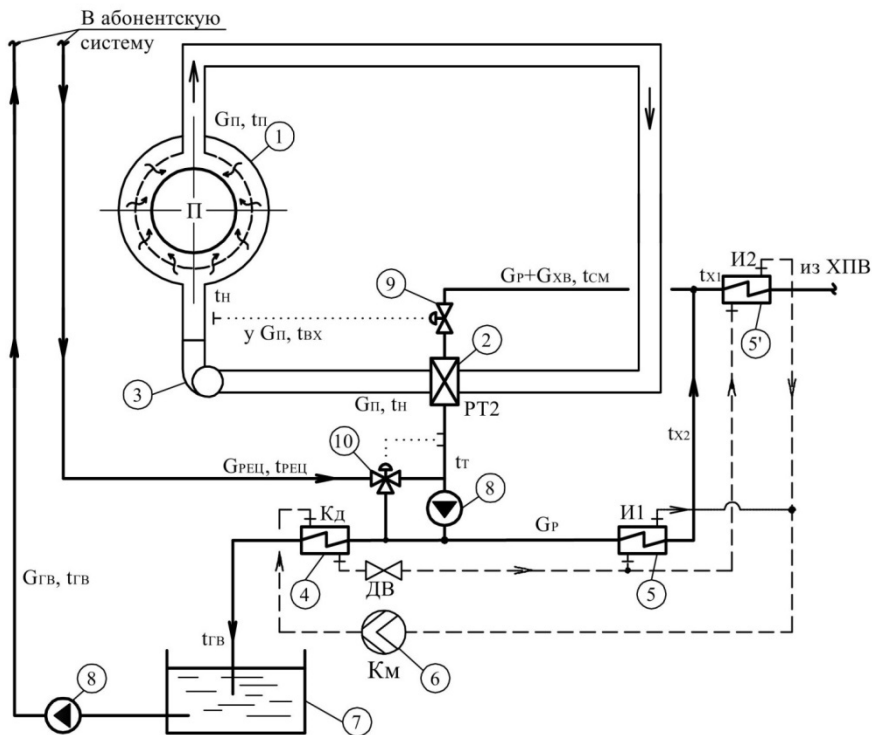 В абонентскую
систему
Gп, tп
1
П
tн
9
Gр+Gхв, tсм
tх1
И2
из ХПВ
у Gп, tвх
2
5'
3
Gп, tн
РТ2
10
tт
tх2
Gрец, tрец
8
Кд
Gр
И1
Gгв, tгв
4
ДВ
5
tгв
Км
6
8
7